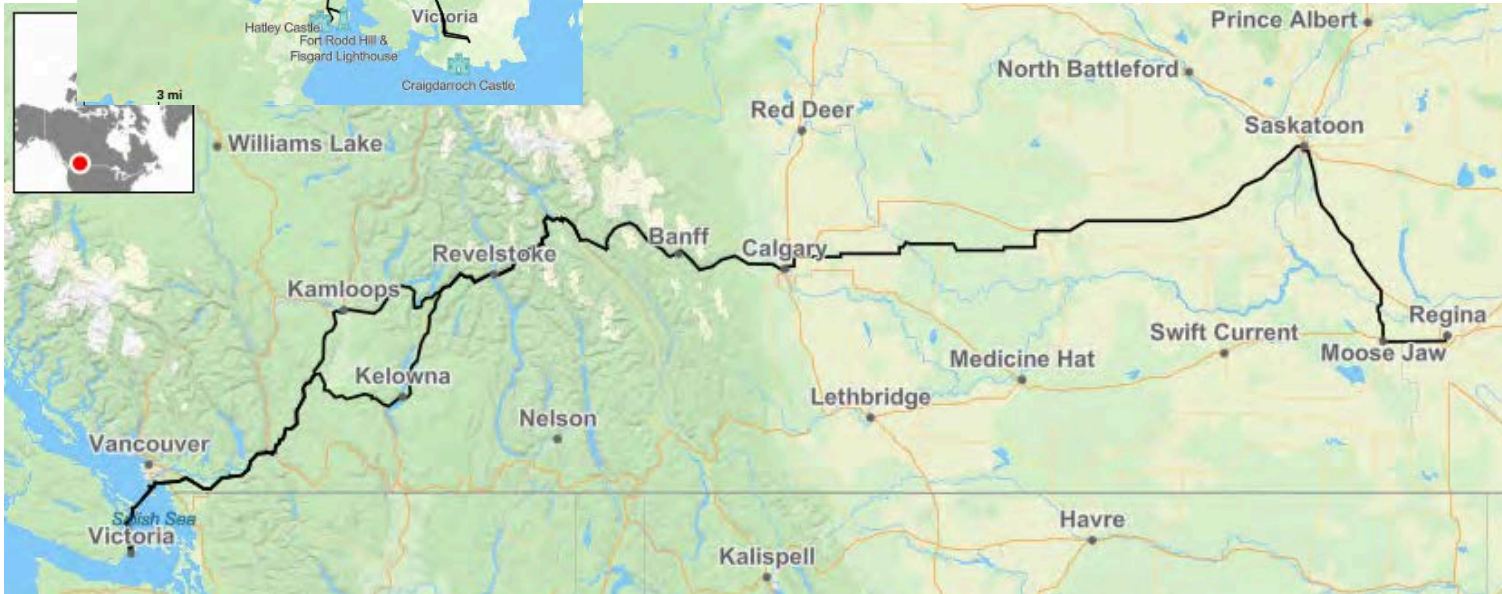 Victoria
Hatley Castle
Fort Rodd Hill &
Fisgard Lighthouse
Craigdarroch Castle
3 mi
Prince Albert
North Battleford
Red Deer
Saskatoon
Williams Lake
Banff
Calgary
Revelstoke
Kamloops
Regina
Swift Current
Moose Jaw
Medicine Hat
Kelowna
Lethbridge
Nelson
Vancouver
Salish Sea
Victoria
Havre
Kalispell